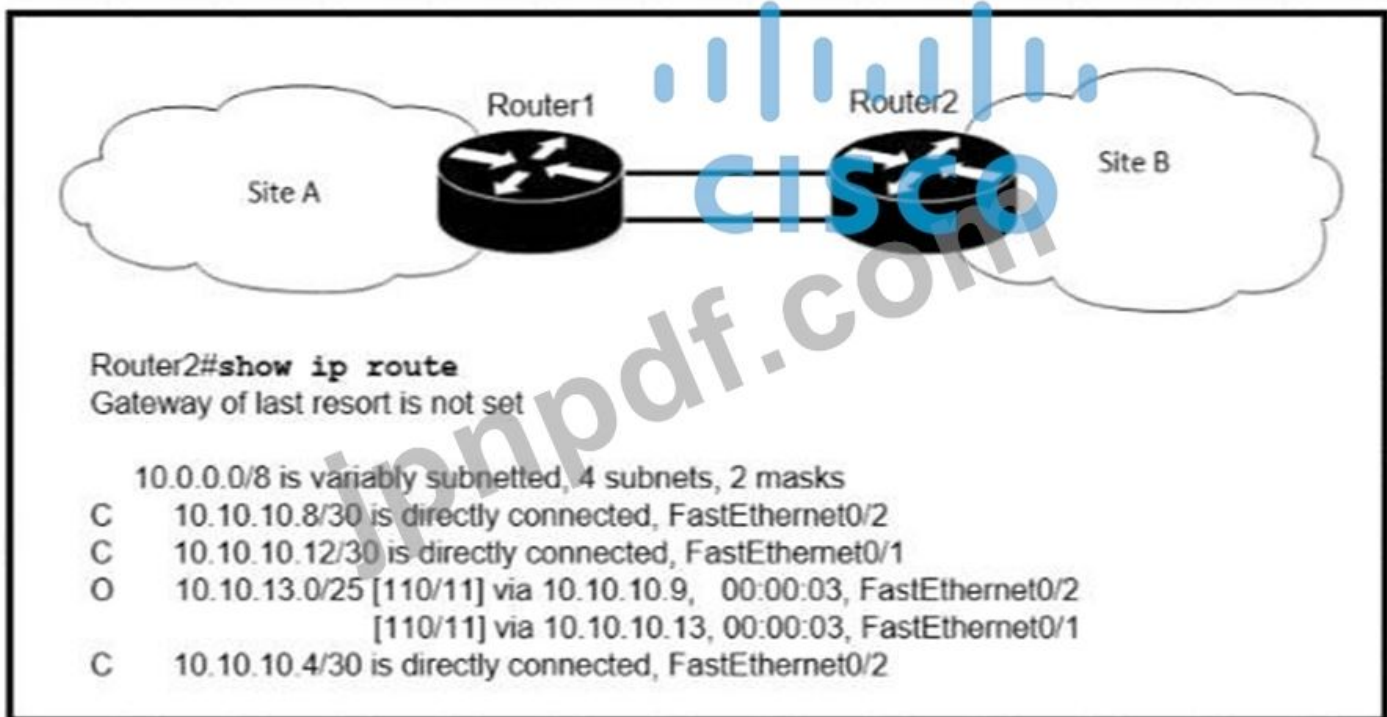 Router1
Router2
CISCO
Site A
Site B
jpnpdf.com
Router2#show ip route
Gateway of last resort is not set
10.0.0.0/8 is variably subnetted, 4 subnets, 2 masks
C 10.10.10.8/30 is directly connected, FastEthernet0/2
C 10.10.10.12/30 is directly connected, FastEthernet0/1
O 10.10.13.0/25 [110/11] via 10.10.10.9, 00:00:03, FastEthernet0/2
[110/11] via 10.10.10.13, 00:00:03, FastEthernet0/1
C 10.10.10.4/30 is directly connected, FastEthernet0/2